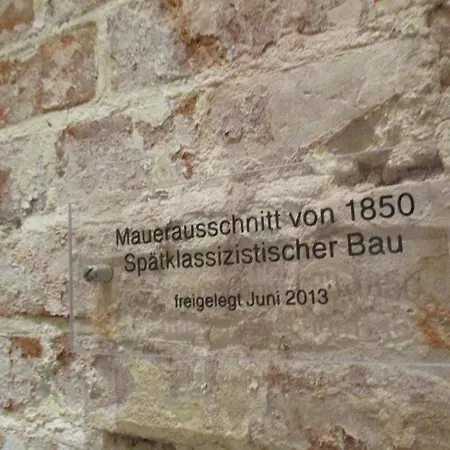 Mauerausschnitt von 1850
Spätklassizistischer Bau
freigelegt Juni 2013